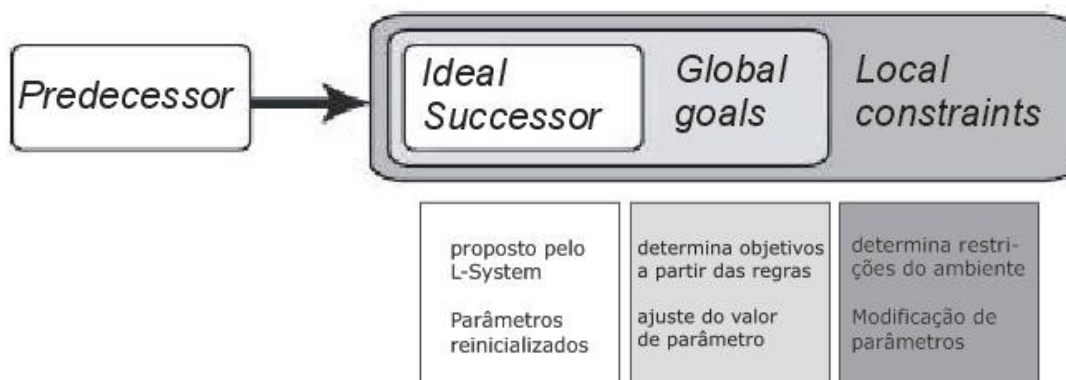 Predecessor
Ideal
Successor
Global
goals
Local
constraints
proposto pelo
L-System
Parâmetros
reinicializados
determina objetivos
a partir das regras
ajuste do valor
de parâmetro
determina restri-
ções do ambiente
Modificação de
parâmetros